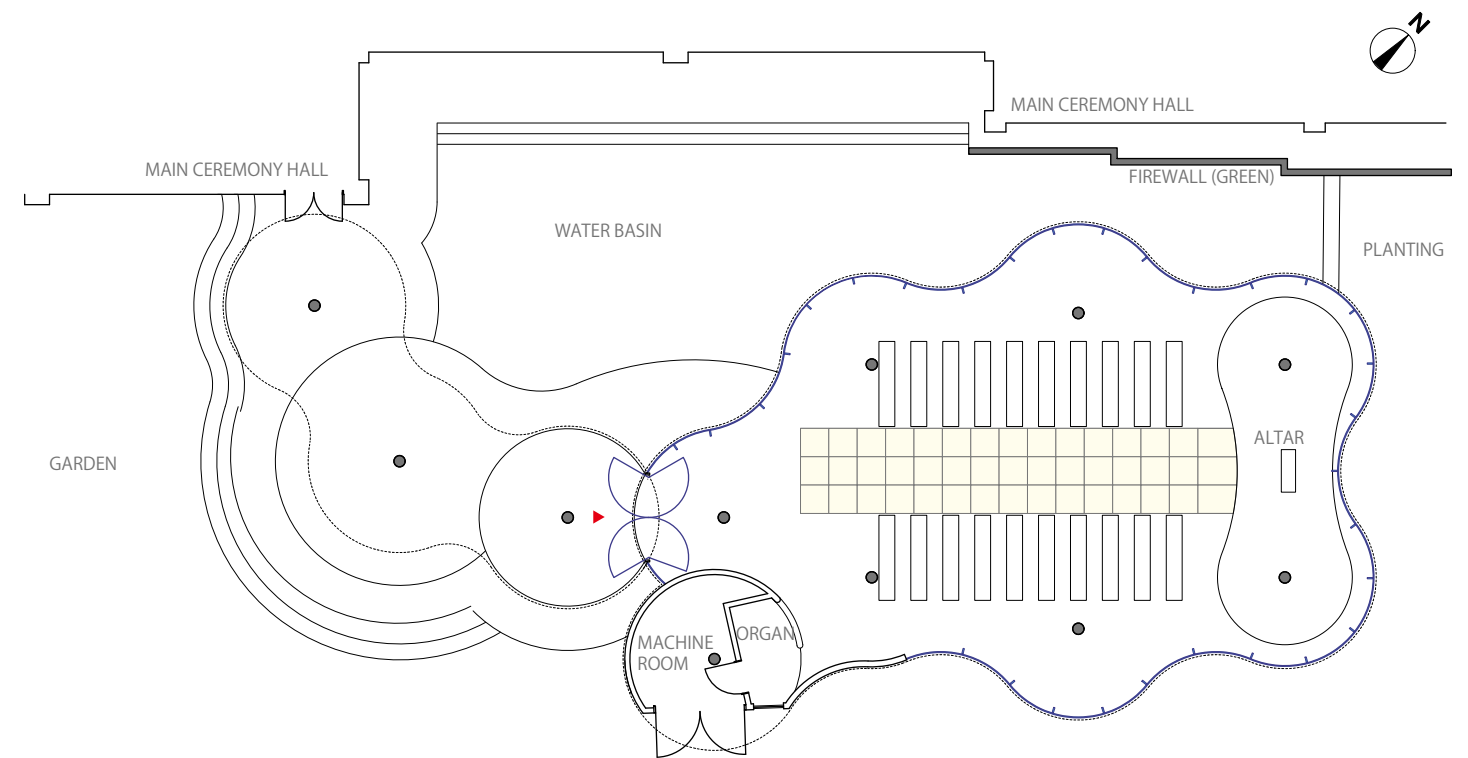 N
MAIN CEREMONY HALL
MAIN CEREMONY HALL
FIREWALL (GREEN)
WATER BASIN
PLANTING
GARDEN
ALTAR
MACHINE
ROOM
ORGAN